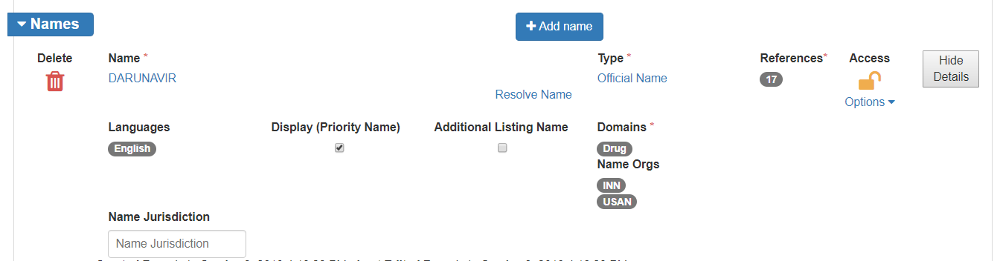 Names
Add name
Delete
Name *
Type *
References*
Access
Hide Details
DARUNAVIR
Official Name
17
Resolve Name
Options
Languages
Display (Priority Name)
Additional Listing Name
Domains *
English
Drug
Name Orgs
INN
USAN
Name Jurisdiction
Name Jurisdiction